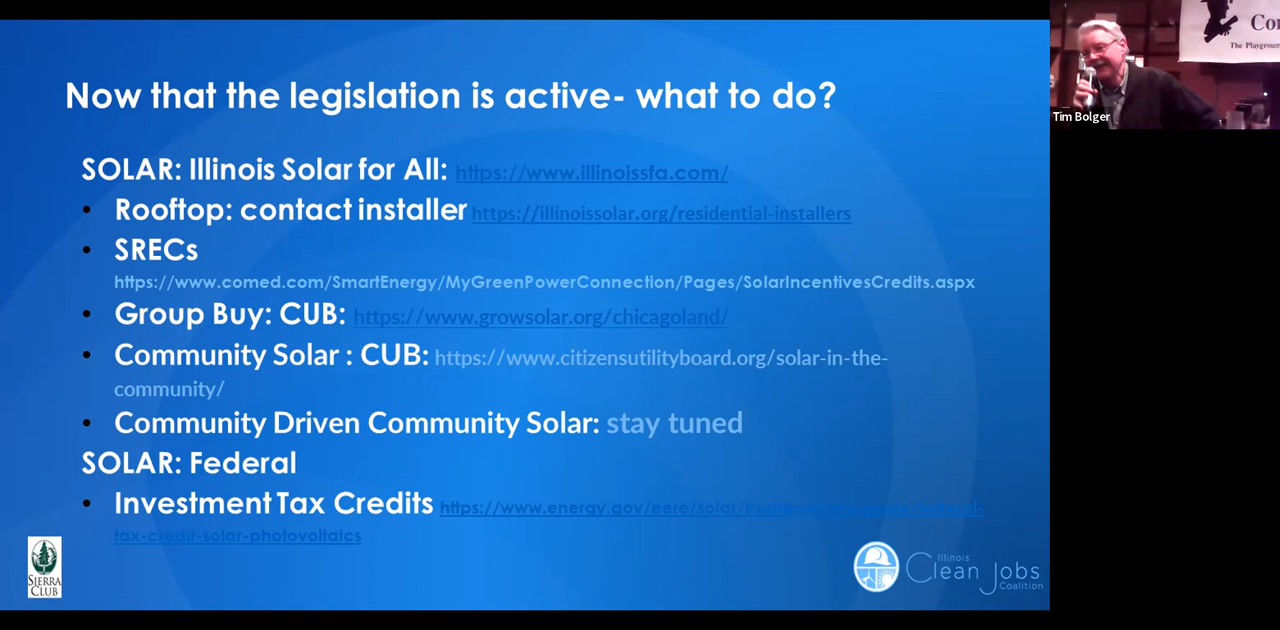 Now that the legislation is active- what to do?
SOLAR: Illinois Solar for All: https://www.illinoissfa.com/
• Rooftop: contact installer https://illinoissolar.org/residential-installers
• SRECs
https://www.comed.com/SmartEnergy/MyGreenPowerConnection/Pages/SolarIncentivesCredits.aspx
• Group Buy: CUB: https://www.growsolar.org/chicagoland/
• Community Solar : CUB: https://www.citizensutilityboard.org/solar-in-the-
community/
• Community Driven Community Solar: stay tuned
SOLAR: Federal
• Investment Tax Credits https://www.energy.gov/eere/solar/
tax-credit-solar-photovoltaics
SIERRA
CLUB
Illinois
Clean Jobs
Coalition
The Playground
Tim Bolger